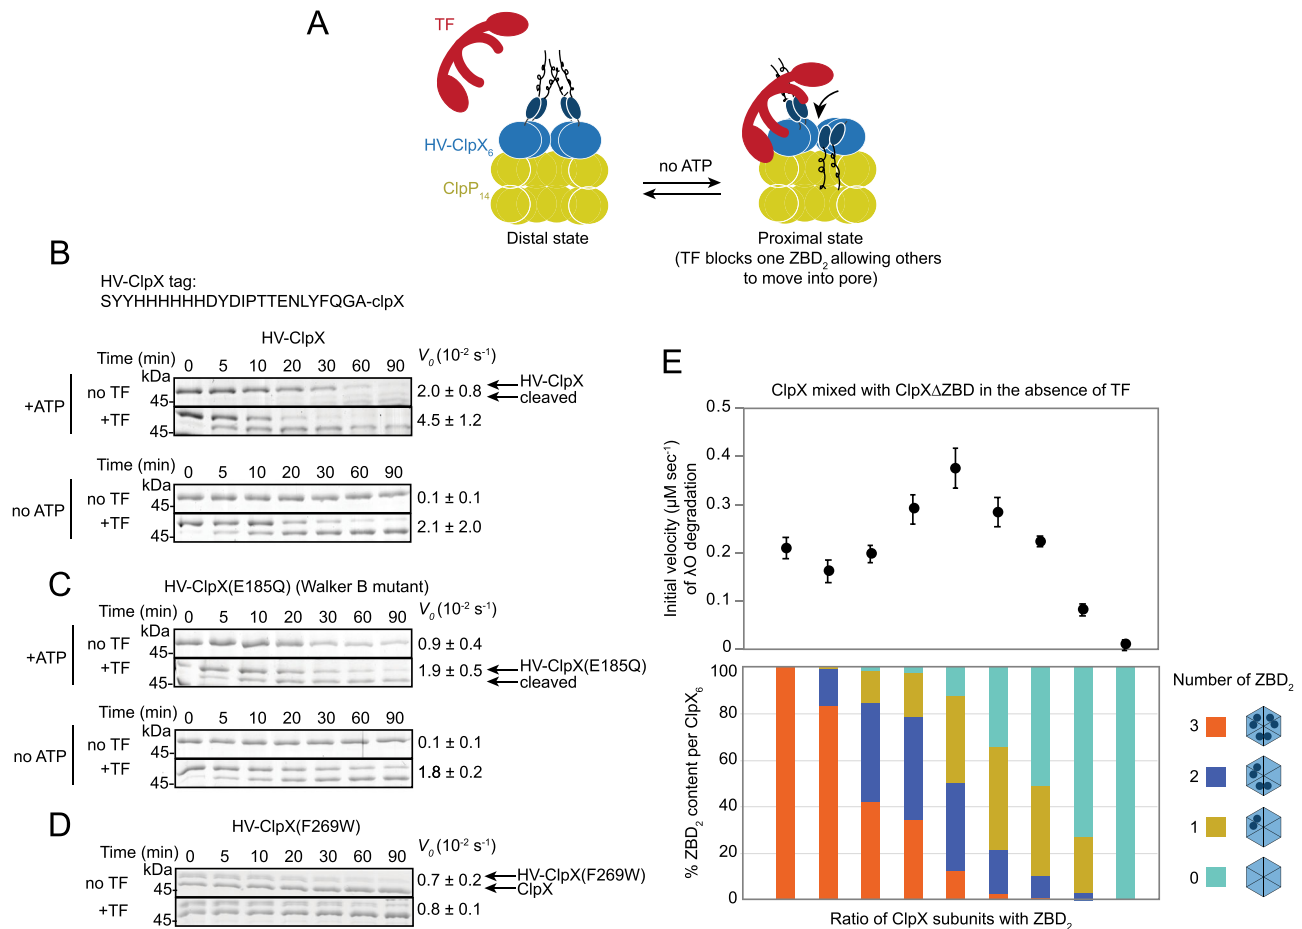 A
TF
HV-ClpX6
ClpP14
no ATP
Distal state
Proximal state
(TF blocks one ZBD2 allowing others
to move into pore)
B
HV-ClpX tag:
SYYHHHHHHDYDIPTTENLYFQGA-clpX
HV-ClpX
Time (min) 0 5 10 20 30 60 90 V0 (10-2 s-1)
kDa
+ATP
no TF 45- 2.0 ± 0.8
HV-ClpX
cleaved
+TF 45- 4.5 ± 1.2
Time (min) 0 5 10 20 30 60 90
kDa
no ATP
no TF 45- 0.1 ± 0.1
+TF 45- 2.1 ± 2.0
C
HV-ClpX(E185Q) (Walker B mutant)
Time (min) 0 5 10 20 30 60 90 V0 (10-2 s-1)
kDa
+ATP
no TF 45- 0.9 ± 0.4
+TF 45- 1.9 ± 0.5
HV-ClpX(E185Q)
cleaved
Time (min) 0 5 10 20 30 60 90
kDa
no ATP
no TF 45- 0.1 ± 0.1
+TF 45- 1.8 ± 0.2
D
HV-ClpX(F269W)
Time (min) 0 5 10 20 30 60 90 V0 (10-2 s-1)
kDa
no TF 45- 0.7 ± 0.2
HV-ClpX(F269W)
ClpX
+TF 45- 0.8 ± 0.1
E
ClpX mixed with ClpXΔZBD in the absence of TF
Initial velocity (µM sec-1)
of λO degradation
0.5
0.4
0.3
0.2
0.1
0
% ZBD2 content per ClpX6
100
80
60
40
20
0
Ratio of ClpX subunits with ZBD2
Number of ZBD2
3
2
1
0